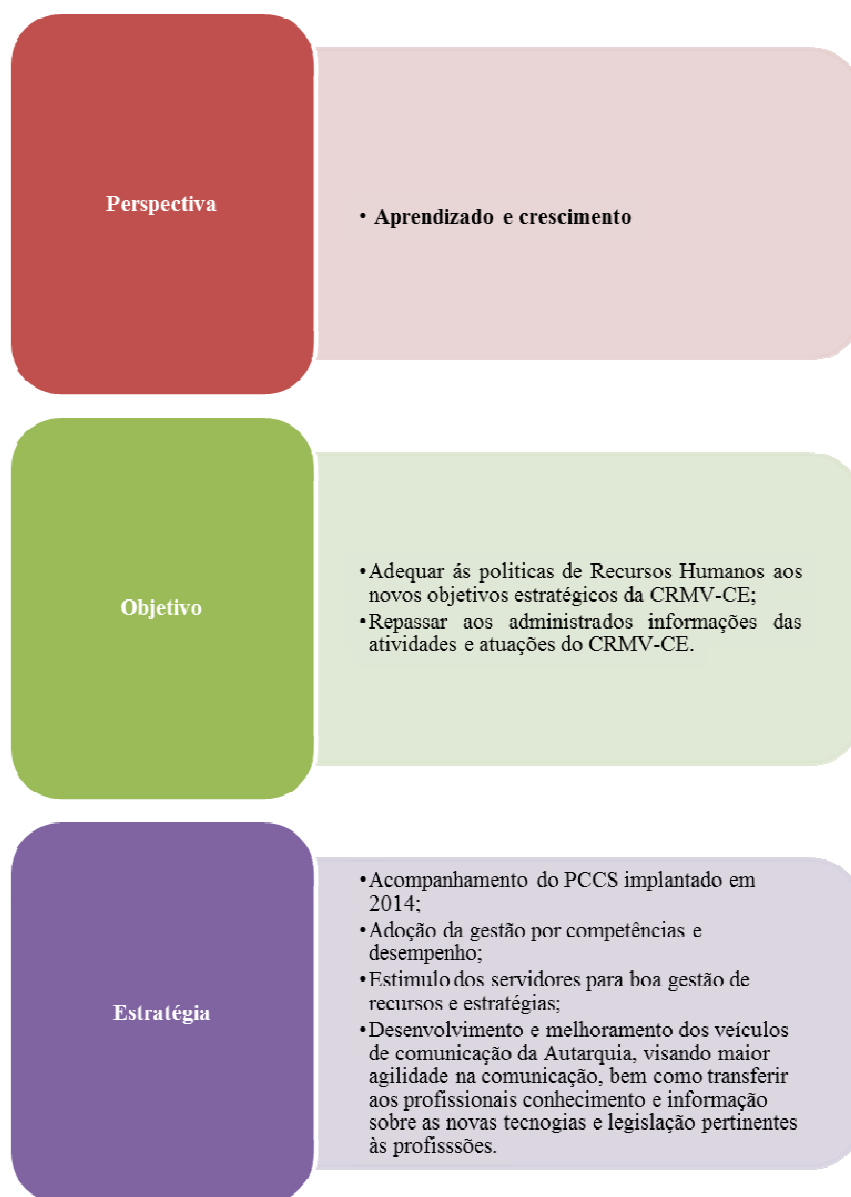 Perspectiva
• Aprendizado e crescimento
Objetivo
• Adequar ás politicas de Recursos Humanos aos
novos objetivos estratégicos da CRMV-CE;
• Repassar aos administrados informações das
atividades e atuações do CRMV-CE.
Estratégia
• Acompanhamento do PCCS implantado em
2014;
• Adoção da gestão por competências e
desempenho;
• Estimulo dos servidores para boa gestão de
recursos e estratégias;
• Desenvolvimento e melhoramento dos veículos
de comunicação da Autarquia, visando maior
agilidade na comunicação, bem como transferir
aos profissionais conhecimento e informação
sobre as novas tecnogias e legislação pertinentes
às profisssões.